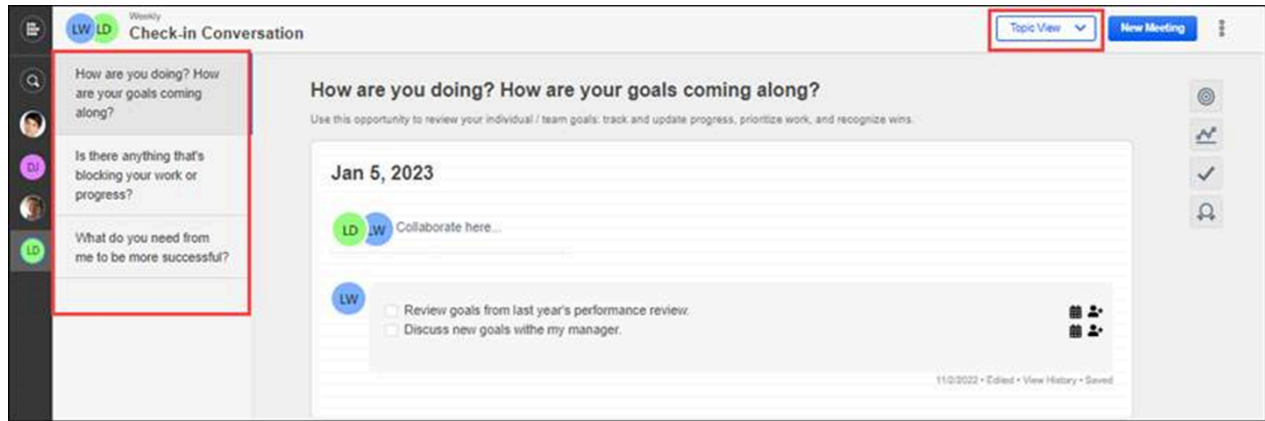 LW LD
Weekly
Check-in Conversation
Topic View
New Meeting
How are you doing? How
are your goals coming
along?
Is there anything that's
blocking your work or
progress?
What do you need from
me to be more successful?
DJ
LD
How are you doing? How are your goals coming along?
Use this opportunity to review your individual / team goals: track and update progress, prioritize work, and recognize wins.
Jan 5, 2023
LD LW Collaborate here...
LW
Review goals from last year's performance review.
Discuss new goals withe my manager.
11/2/2022 • Edited • View History • Saved